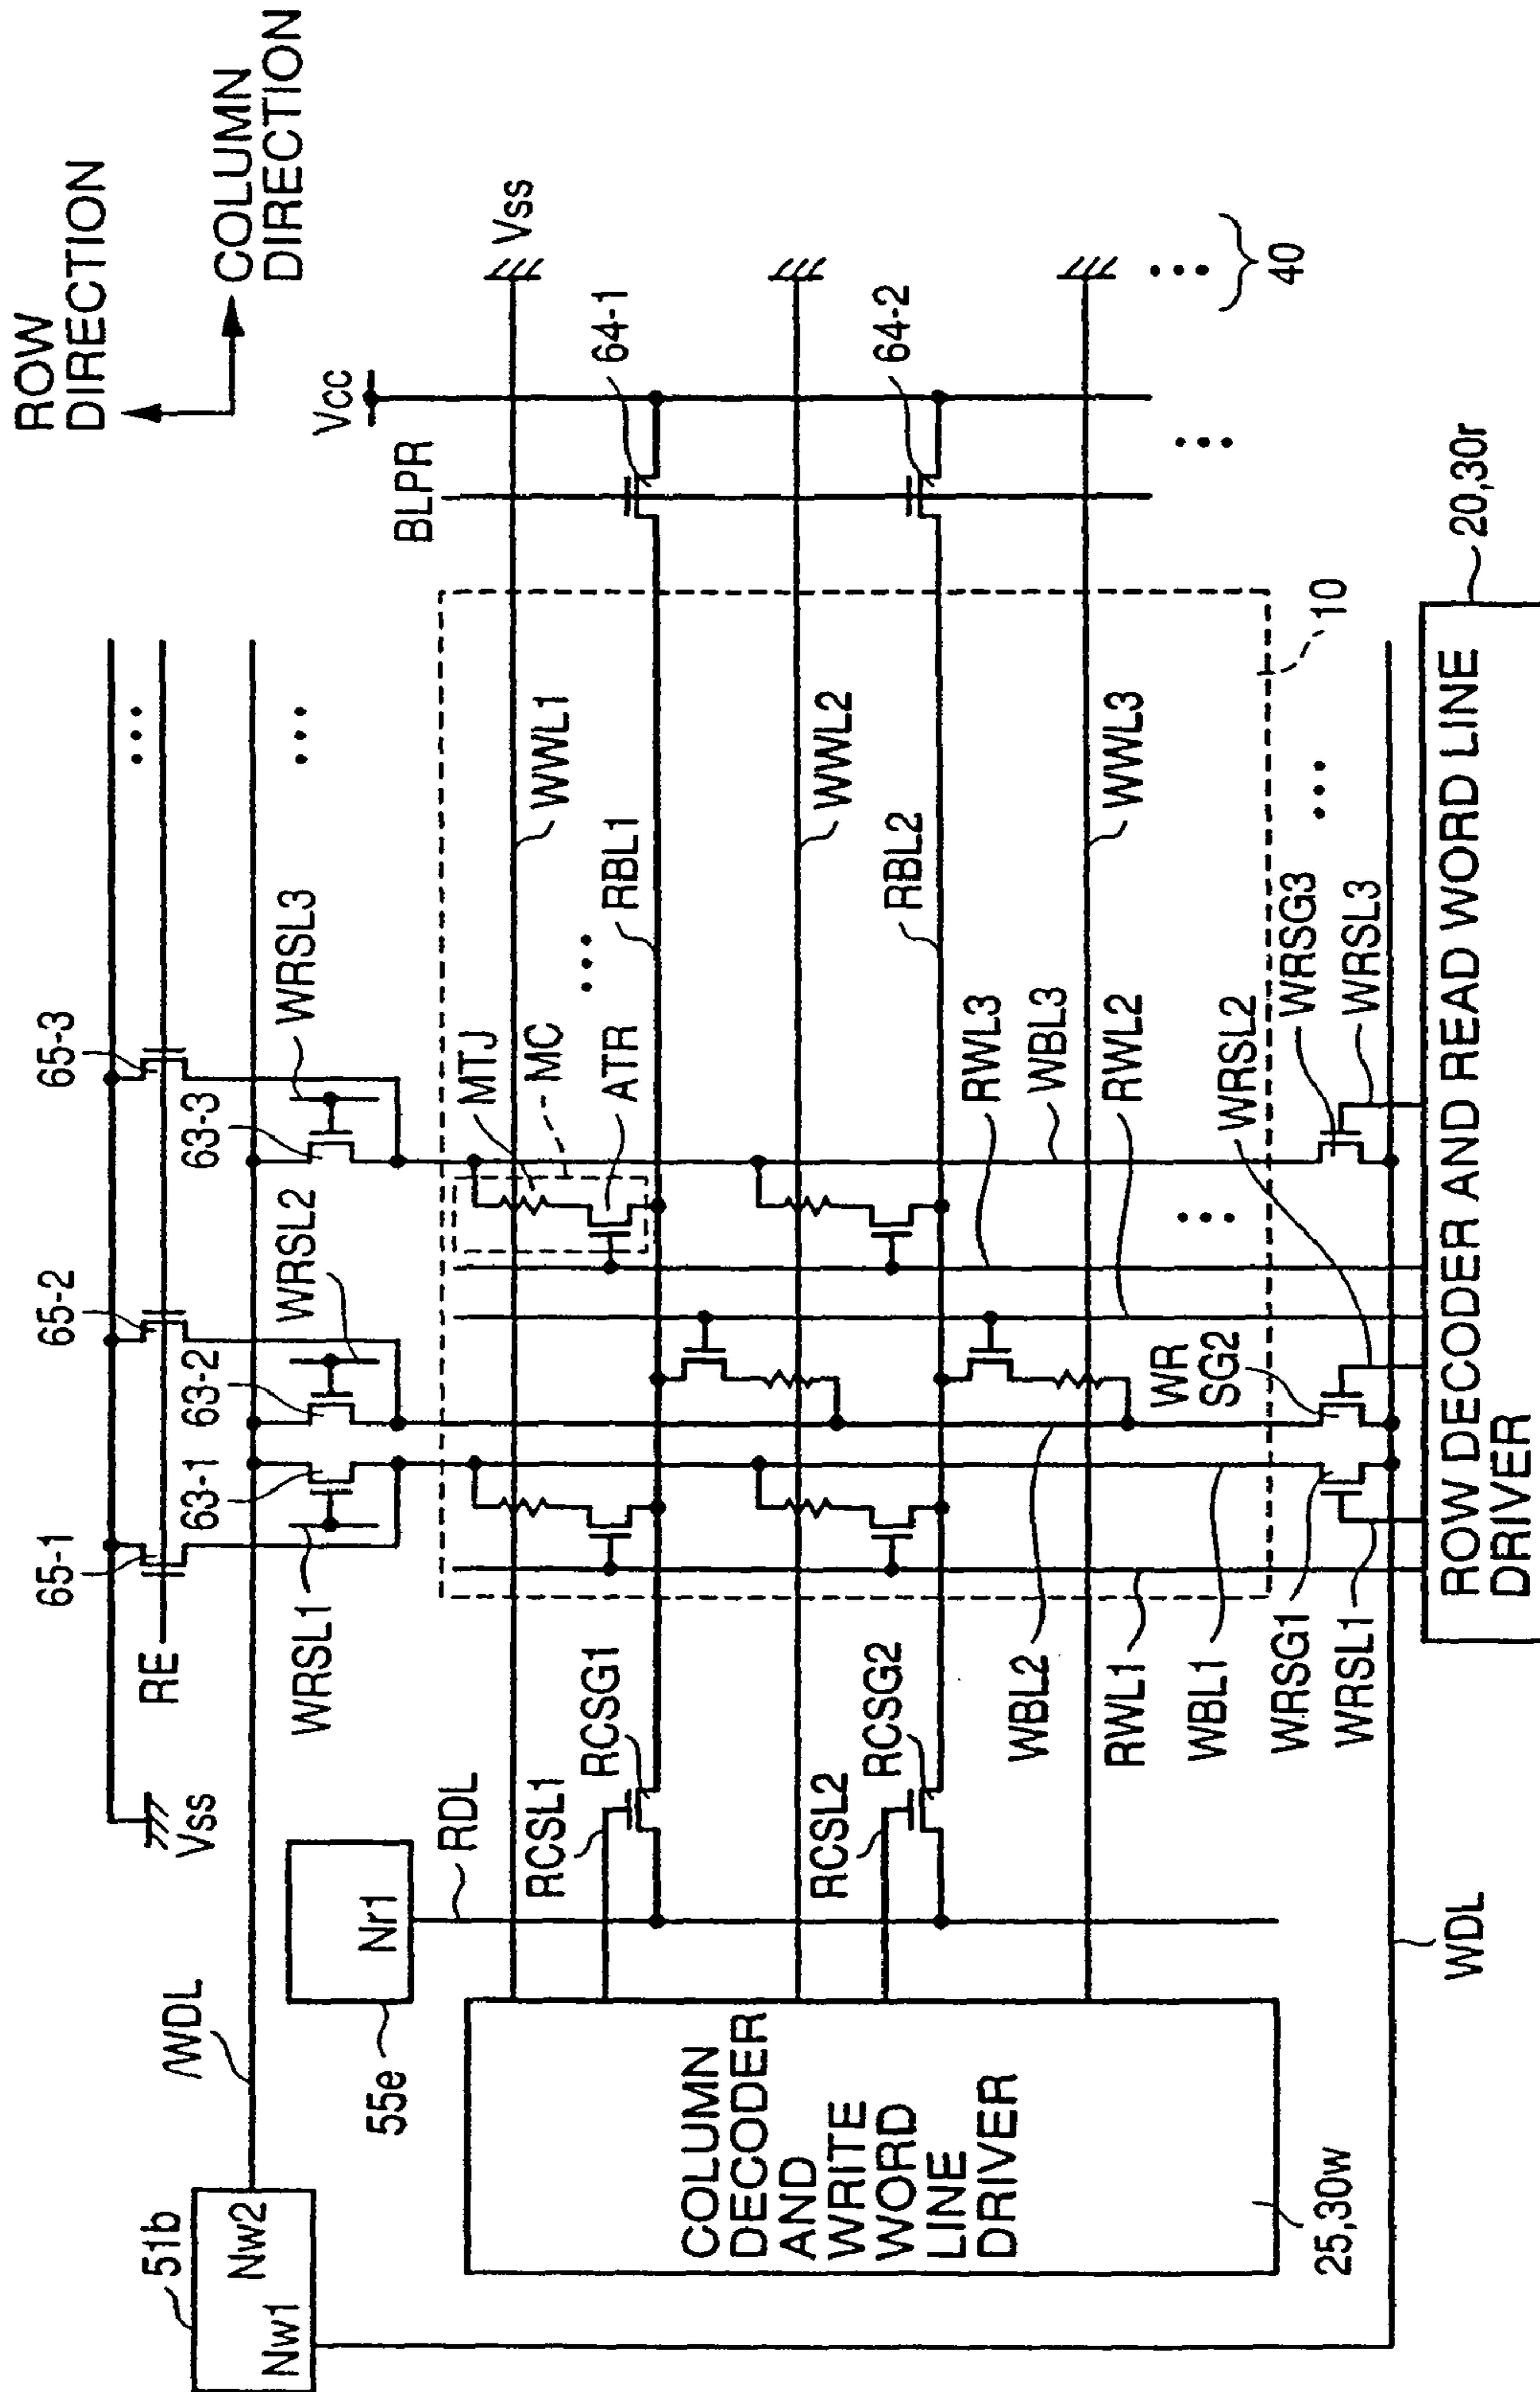 ROW
DIRECTION
COLUMN
DIRECTION
65-1
65-2
65-3
RE
Vss
/WDL
63-1
63-2
63-3
WRSL1
WRSL2
WRSL3
Vcc
BLPR
Vss
51b
Nw2
Nw1
55e
Nr1
RDL
MTJ
MC
ATR
WWL1
64-1
RCSL1
RCSG1
RBL1
WWL2
RCSL2
RCSG2
RBL2
64-2
40
COLUMN
DECODER
AND
WRITE
WORD
LINE
DRIVER
25,30w
WBL2
RWL1
WBL1
RWL3
WBL3
RWL2
WWL3
WR
SG2
WRSL2
WRSG3
WRSL3
WRSG1
WRSL1
10
WDL
ROW DECODER AND READ WORD LINE
DRIVER
20,30r